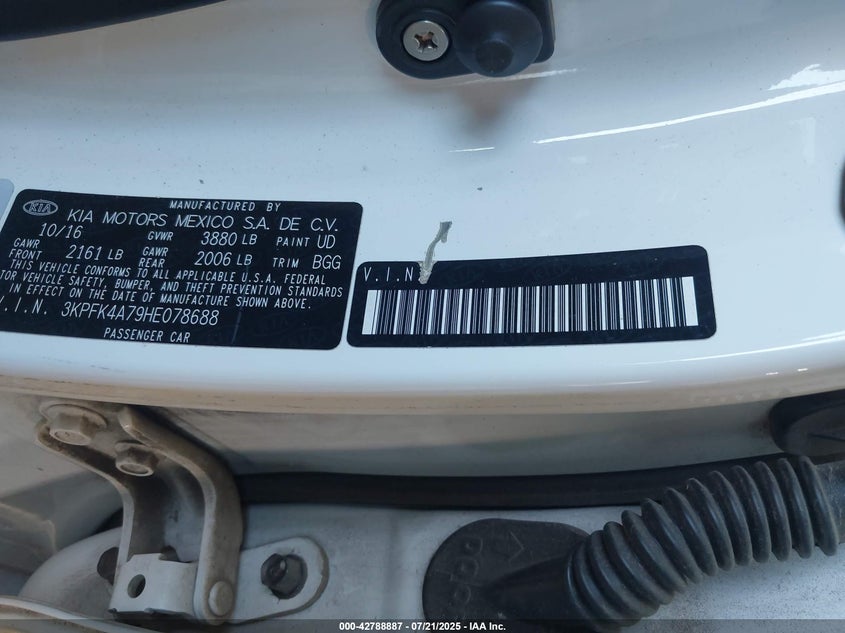 MANUFACTURED BY
KIA KIA MOTORS MEXICO S.A. DE C.V.
10/16 GVWR 3880 LB PAINT UD
GAWR FRONT 2161 LB GAWR REAR 2006 LB TRIM BGG
THIS VEHICLE CONFORMS TO ALL APPLICABLE U.S.A. FEDERAL
VEHICLE SAFETY, BUMPER, AND THEFT PREVENTION STANDARDS
IN EFFECT ON THE DATE OF MANUFACTURE SHOWN ABOVE.
V.I.N. 3KPFK4A79HE078688
PASSENGER CAR
V.I.N
000-42788887 - 07/21/2025 - IAA Inc.